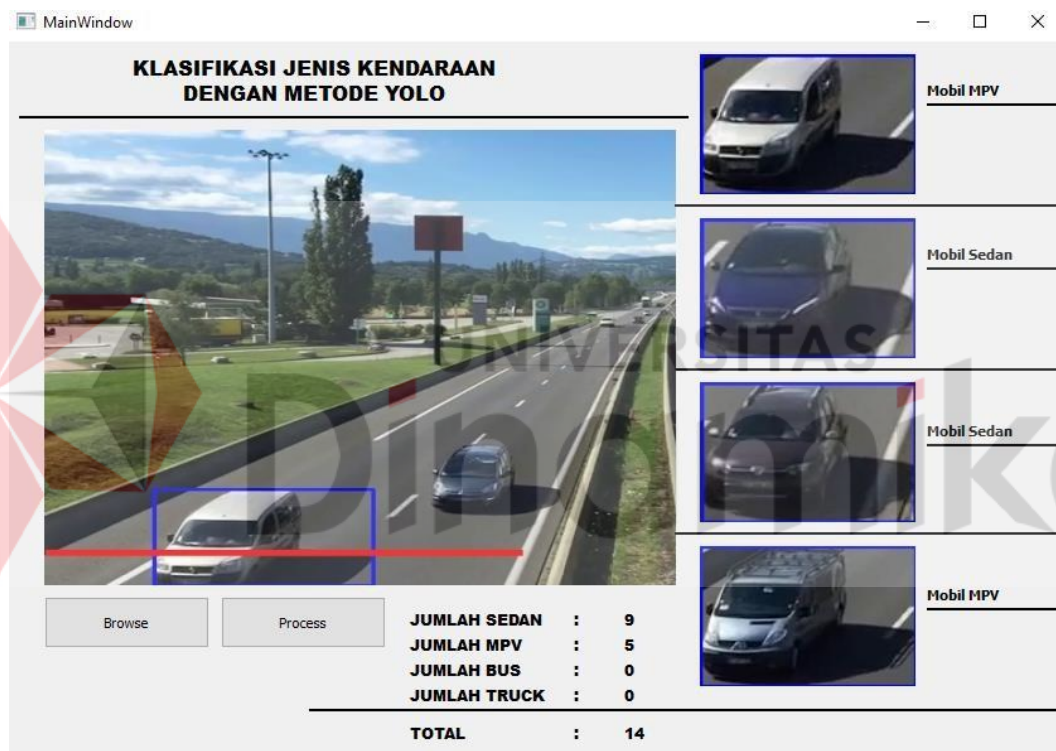 MainWindow
KLASIFIKASI JENIS KENDARAAN
DENGAN METODE YOLO
Mobil MPV
Mobil Sedan
Mobil Sedan
Mobil MPV
UNIVERSITAS
Browse
Process
JUMLAH SEDAN : 9
JUMLAH MPV : 5
JUMLAH BUS : 0
JUMLAH TRUCK : 0
TOTAL : 14